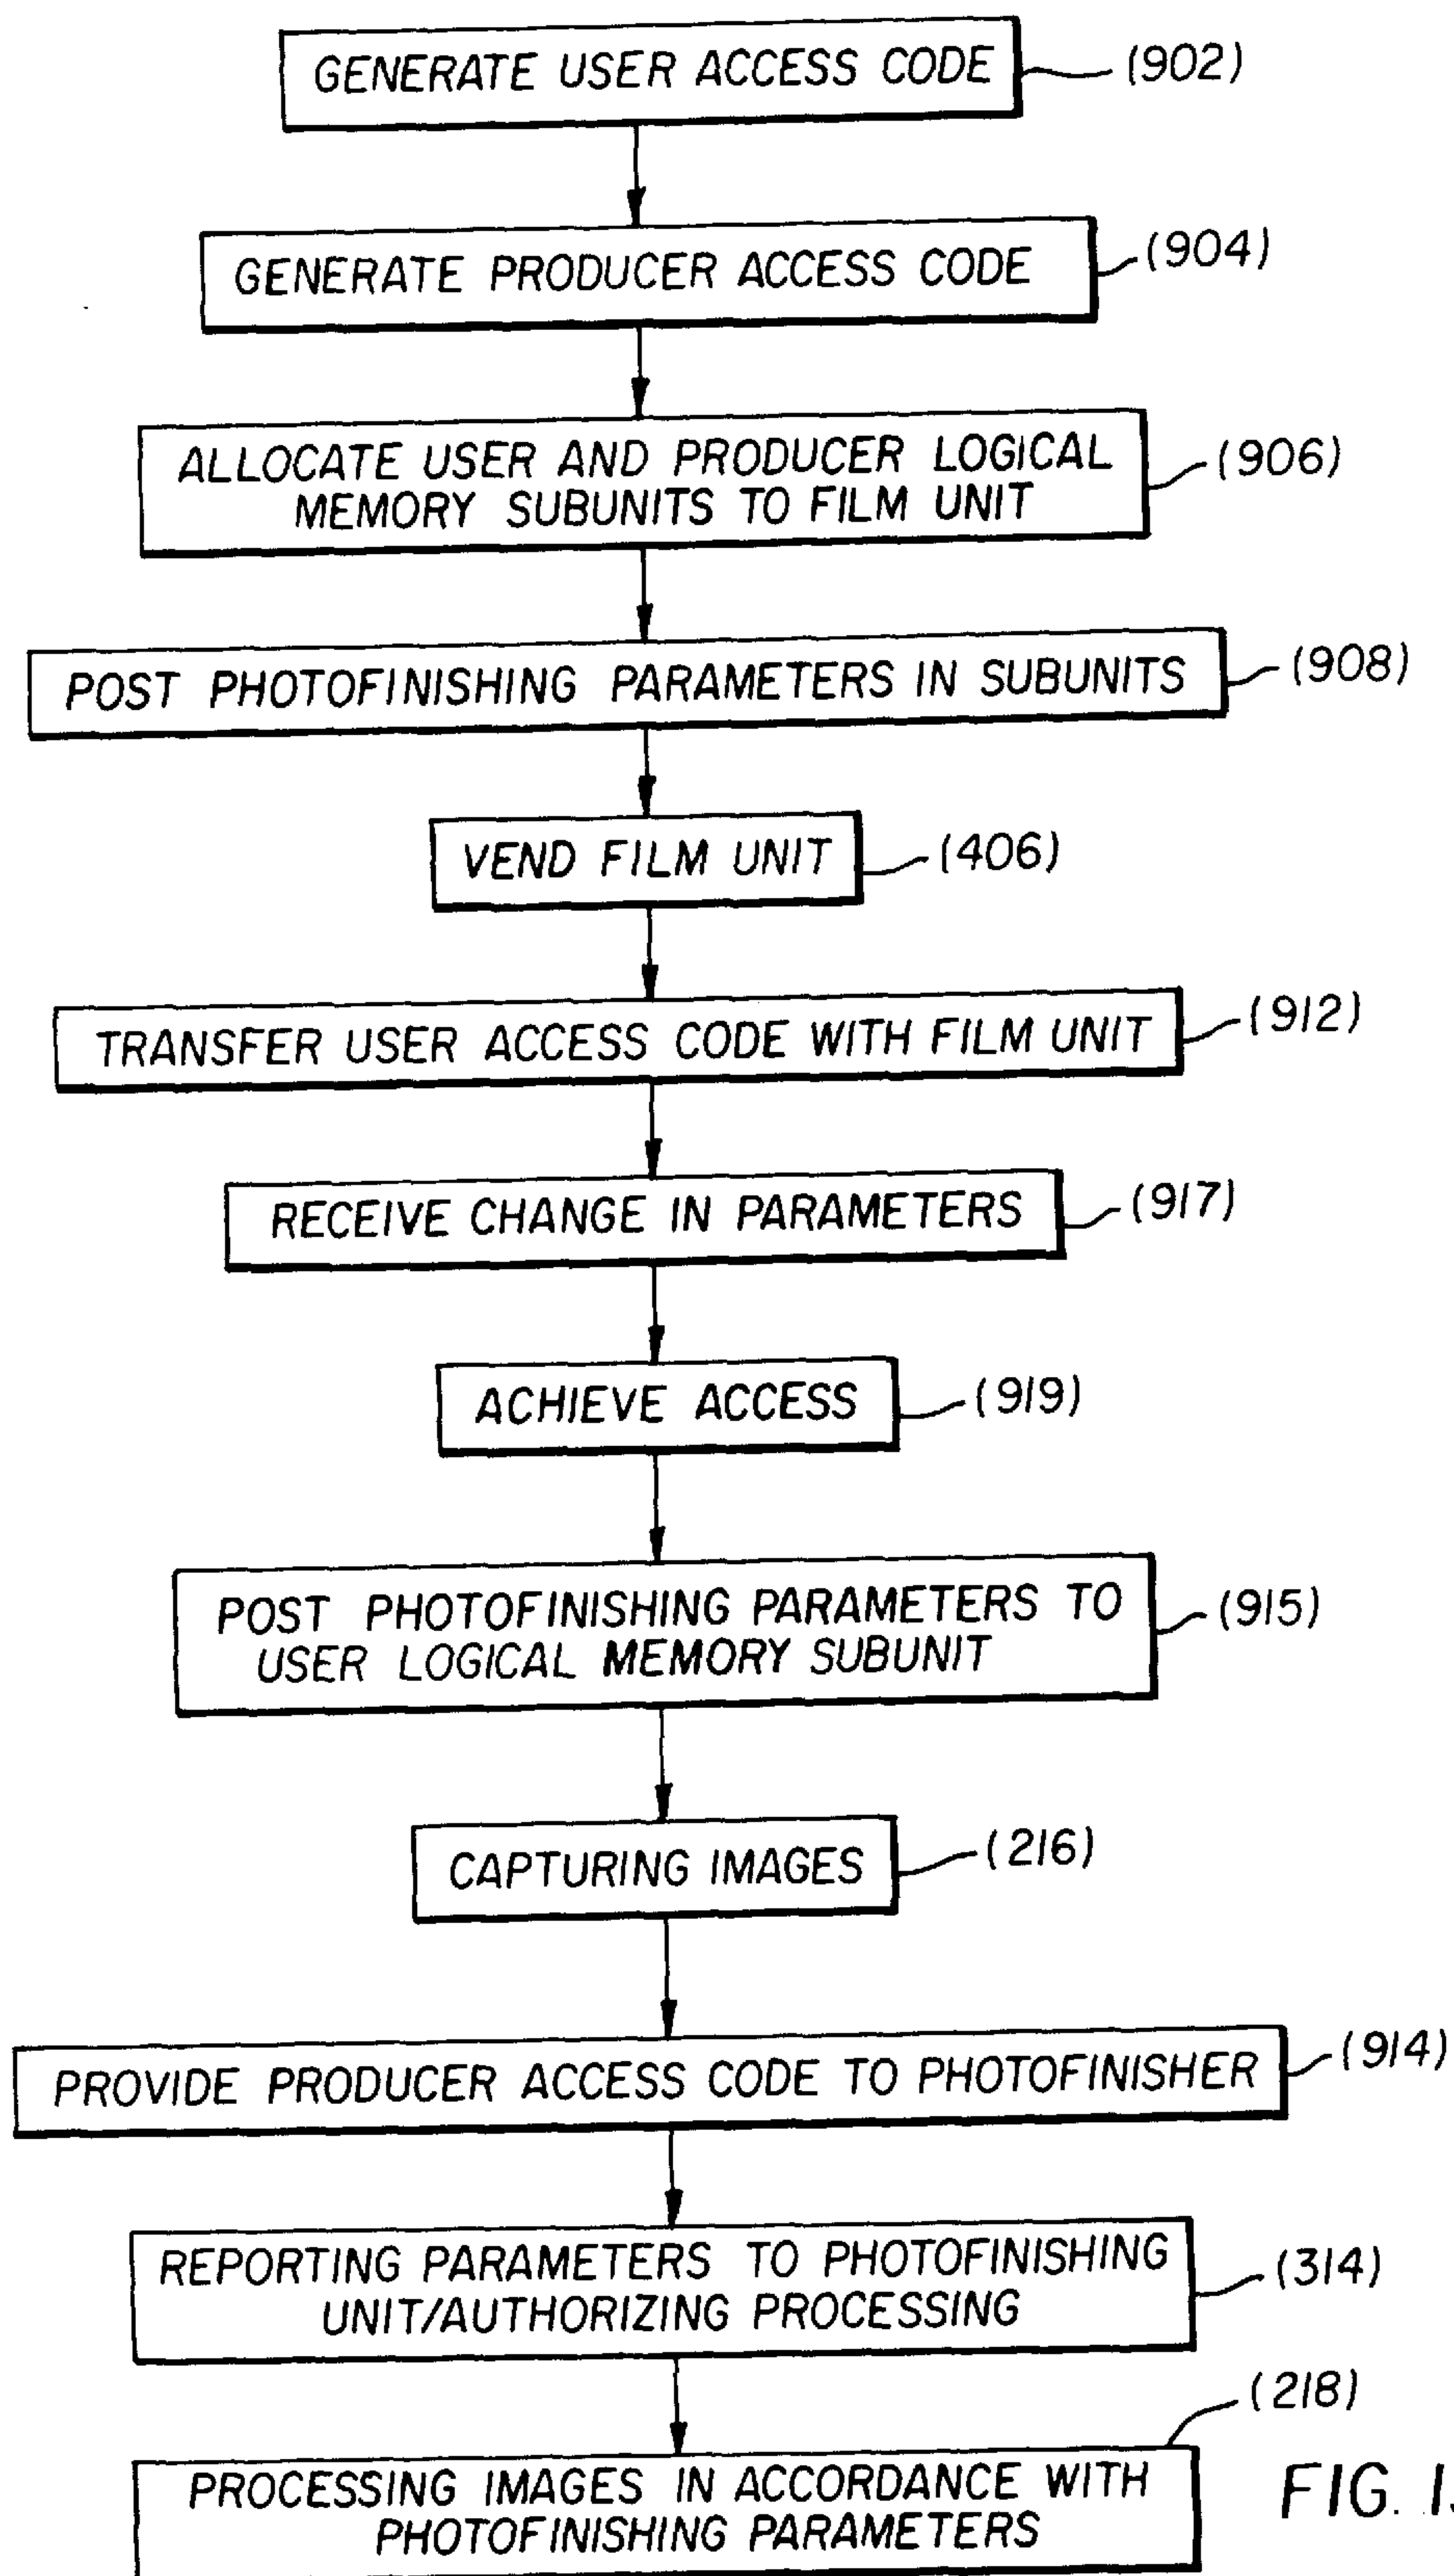 GENERATE USER ACCESS CODE (902)
GENERATE PRODUCER ACCESS CODE (904)
ALLOCATE USER AND PRODUCER LOGICAL (906)
MEMORY SUBUNITS TO FILM UNIT
POST PHOTOFINISHING PARAMETERS IN SUBUNITS (908)
VEND FILM UNIT (406)
TRANSFER USER ACCESS CODE WITH FILM UNIT (912)
RECEIVE CHANGE IN PARAMETERS (917)
ACHIEVE ACCESS (919)
POST PHOTOFINISHING PARAMETERS TO (915)
USER LOGICAL MEMORY SUBUNIT
CAPTURING IMAGES (216)
PROVIDE PRODUCER ACCESS CODE TO PHOTOFINISHER (914)
REPORTING PARAMETERS TO PHOTOFINISHING (314)
UNIT/AUTHORIZING PROCESSING
(218)
PROCESSING IMAGES IN ACCORDANCE WITH
PHOTOFINISHING PARAMETERS
FIG.